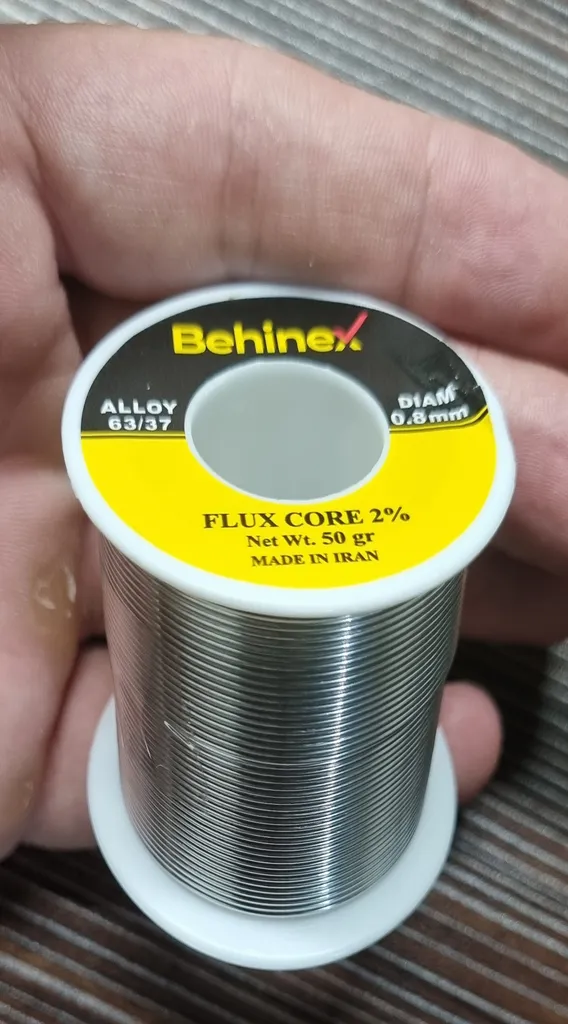 Behinex
ALLOY
63/37
DIAM
0.8mm
FLUX CORE 2%
Net Wt. 50 gr
MADE IN IRAN